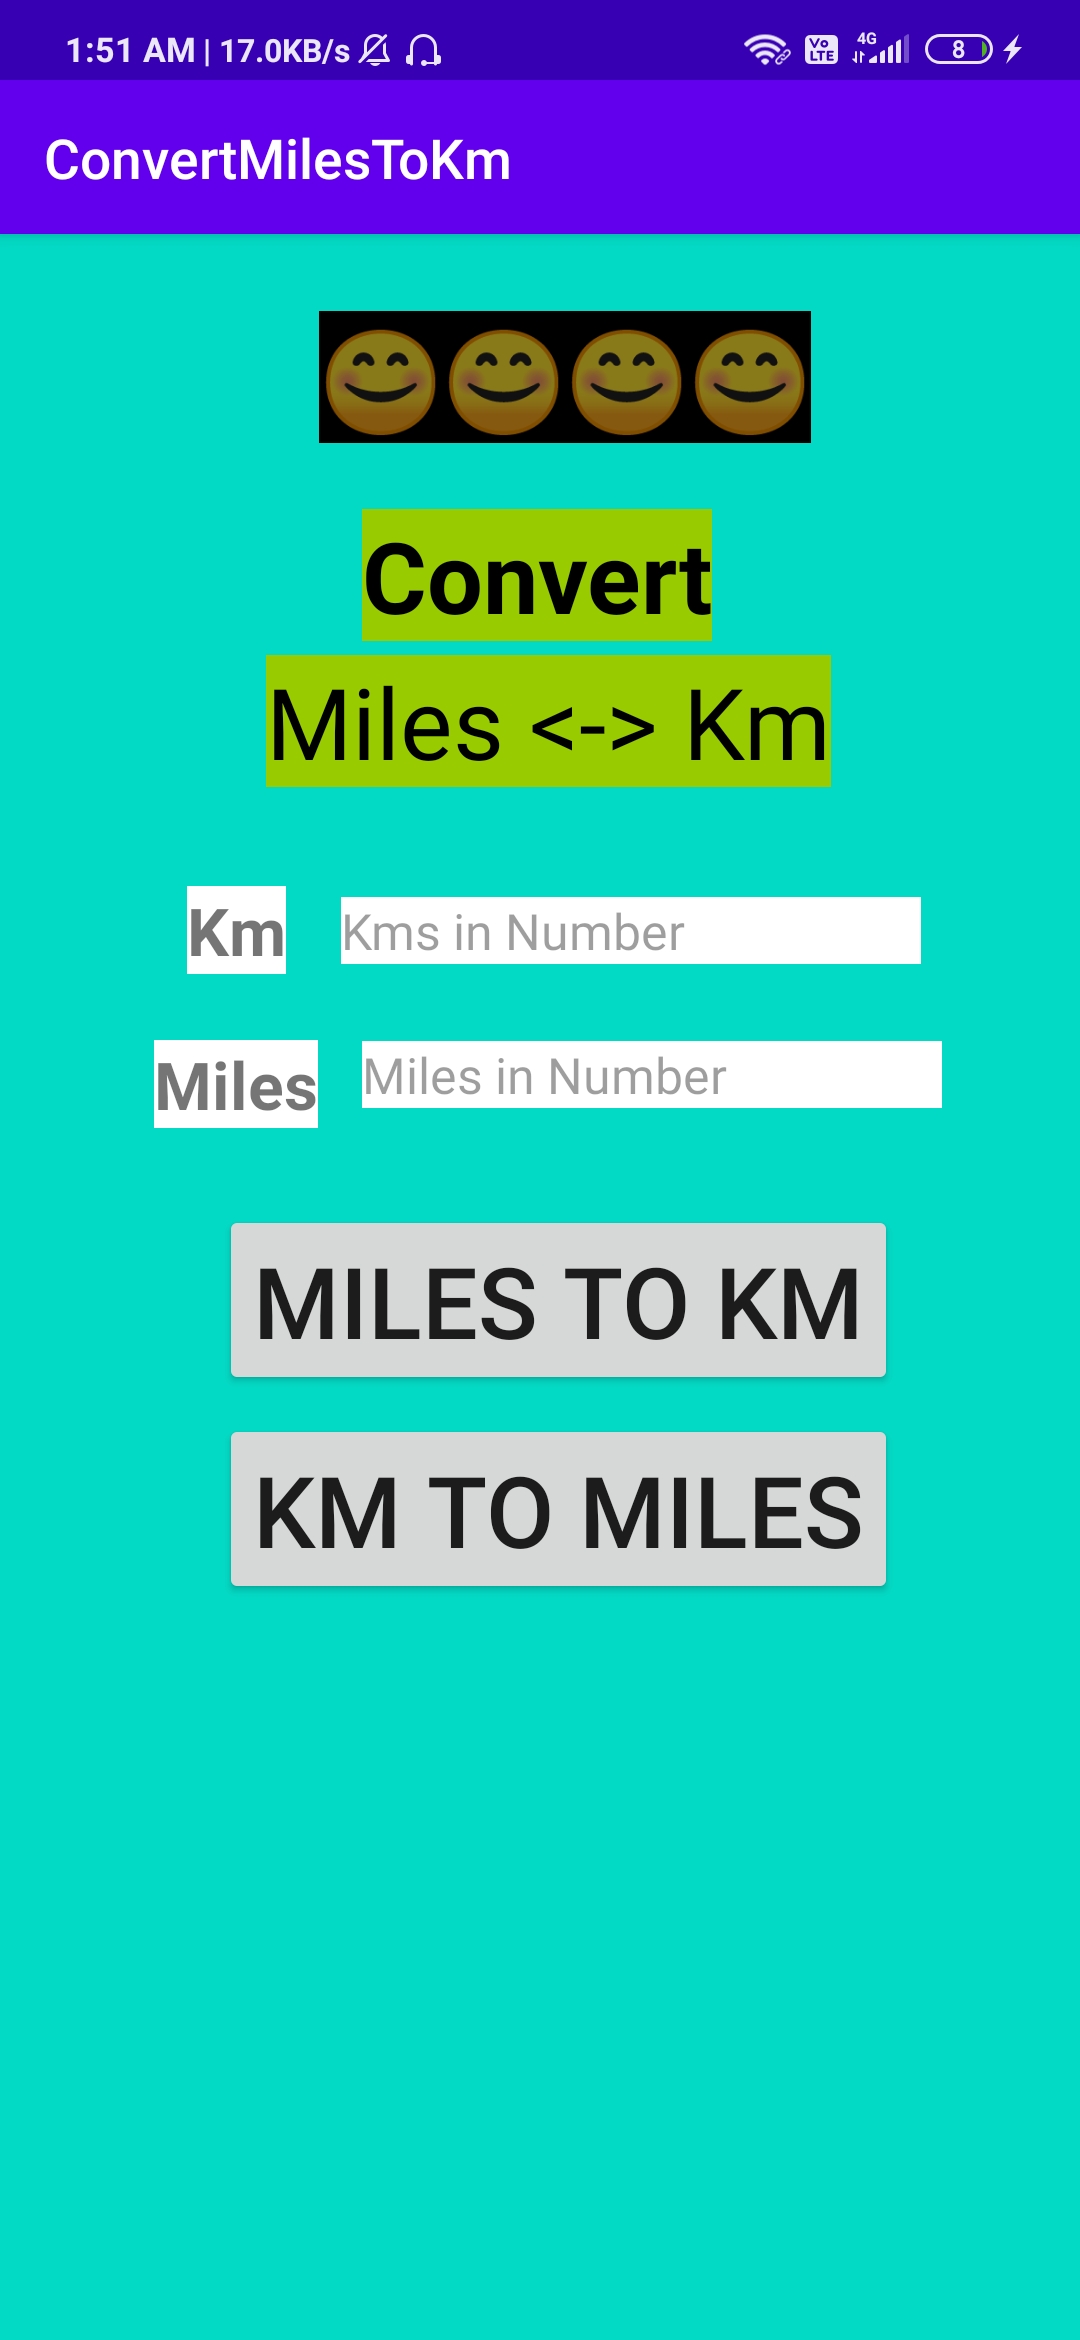 1:51 AM | 17.0KB/s Vo LTE 4G 8
ConvertMilesToKm
😊😊😊😊
Convert
Miles <-> Km
Km Kms in Number
Miles Miles in Number
MILES TO KM
KM TO MILES